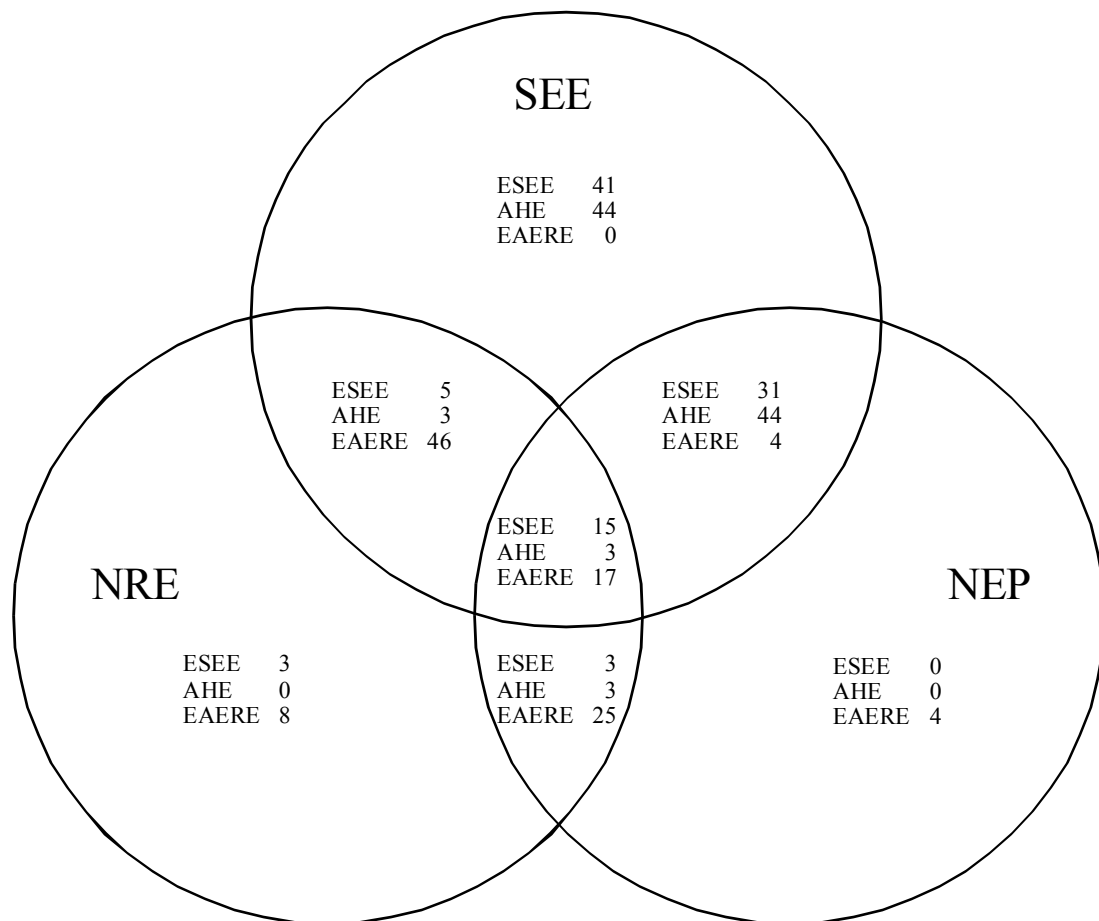 SEE
ESEE 41
AHE 44
EAERE 0
ESEE 5
AHE 3
EAERE 46
ESEE 31
AHE 44
EAERE 4
ESEE 15
AHE 3
EAERE 17
NRE
NEP
ESEE 3
AHE 0
EAERE 8
ESEE 3
AHE 3
EAERE 25
ESEE 0
AHE 0
EAERE 4